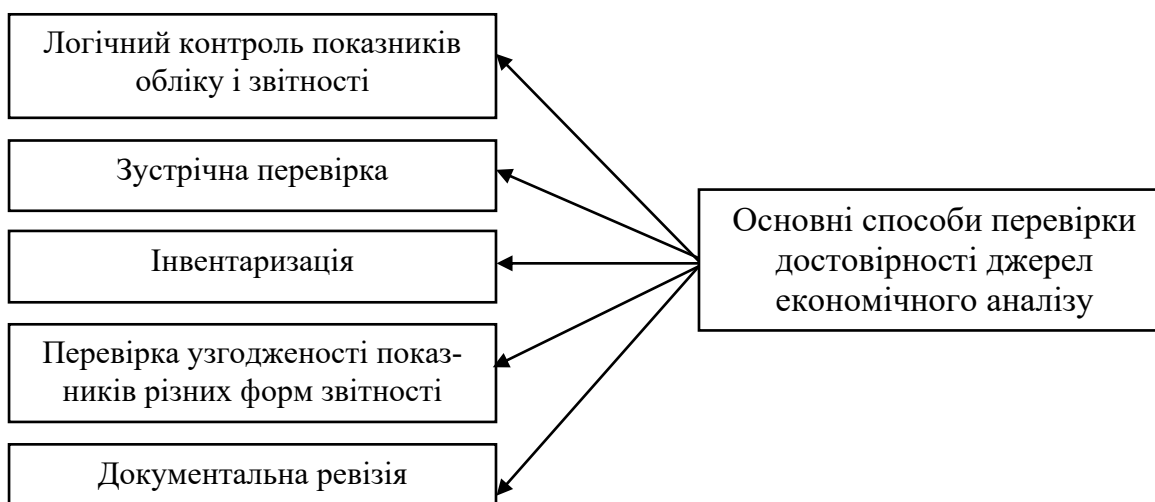 Логічний контроль показників
обліку і звітності
Зустрічна перевірка
Інвентаризація
Перевірка узгодженості показ-
ників різних форм звітності
Документальна ревізія
Основні способи перевірки
достовірності джерел
економічного аналізу